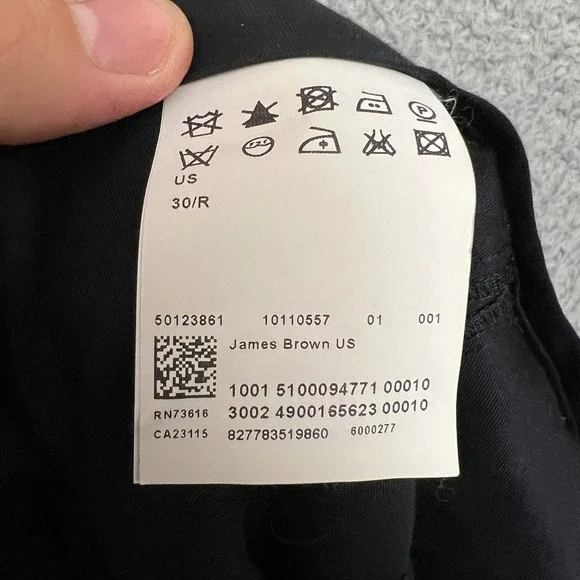 P
US
30/R
50123861 10110557 01 001
James Brown US
1001 5100094771 00010
RN73616 3002 4900165623 00010
CA23115 827783519860 6000277